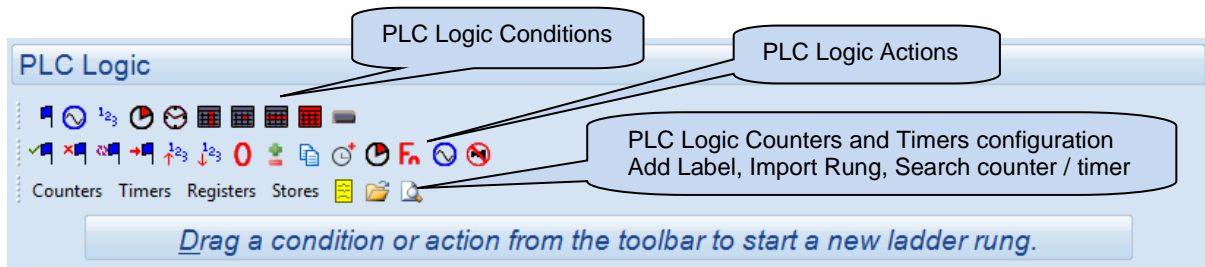 PLC Logic Conditions
PLC Logic Actions
PLC Logic
PLC Logic Counters and Timers configuration
Add Label, Import Rung, Search counter / timer
Counters Timers Registers Stores
Drag a condition or action from the toolbar to start a new ladder rung.